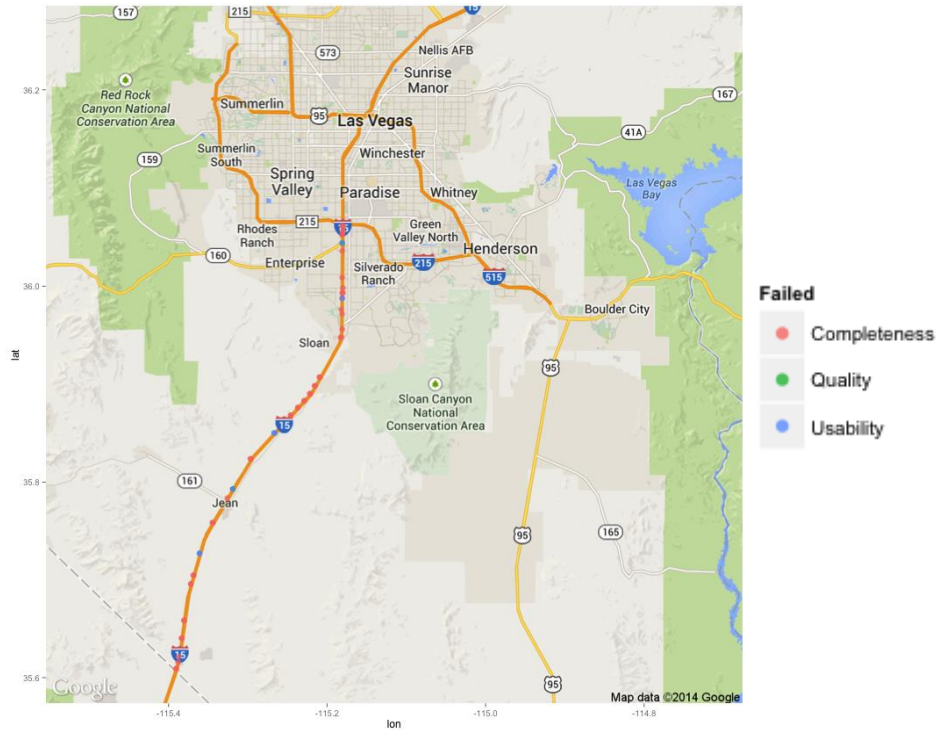 157
215
573
Nellis AFB
Sunrise
Manor
15
36.2
Red Rock
Canyon National
Conservation Area
Summerlin
95
Las Vegas
167
41A
159
Summerlin
South
Winchester
Spring
Valley
Paradise
Whitney
Las Vegas
Bay
215
Rhodes
Ranch
15
Green
Valley North
Henderson
160
Enterprise
Silverado
Ranch
215
515
36.0
Boulder City
Failed
Completeness
Quality
Usability
lat
Sloan
95
Sloan Canyon
National
Conservation Area
15
35.8
161
Jean
95
165
15
35.6
Google
95
Map data ©2014 Google
-115.4
-115.2
-115.0
-114.8
lon